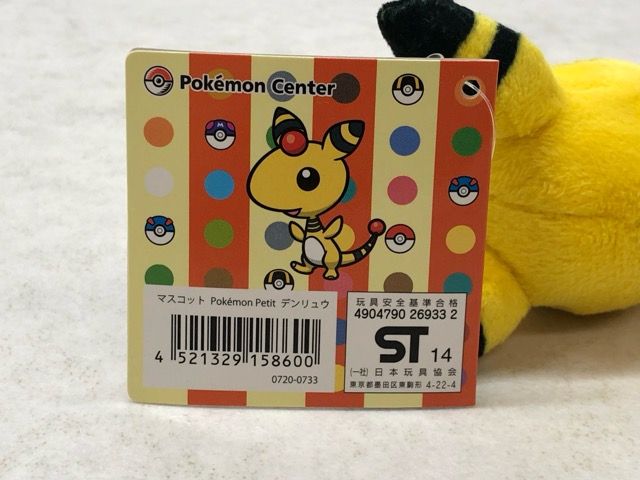 Pokémon Center
M
マスコット Pokémon Petit デンリュウ
4 521329 158600
0720-0733
玩具安全基準合格
4904790 26933 2
ST 14
(一社)日本玩具協会
東京都墨田区東駒形 4-22-4